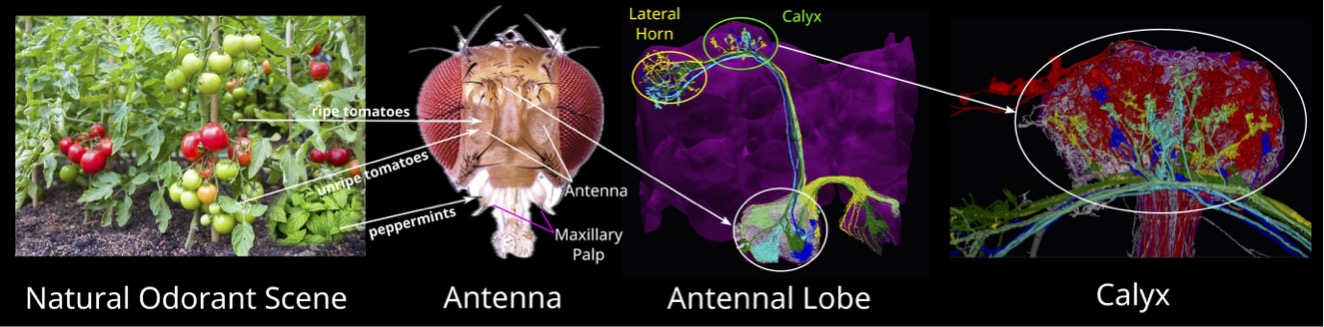 ripe tomatoes
unripe tomatoes
peppermints
Natural Odorant Scene
Antenna
Maxillary
Palp
Antenna
Lateral
Horn
Calyx
Antennal Lobe
Calyx